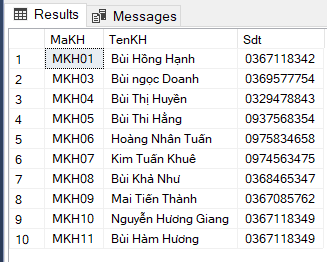 Results Messages
MaKH TenKH Sdt
1 MKH01 Bùi Hồng Hạnh 0367118342
2 MKH03 Bùi ngọc Doanh 0369577754
3 MKH04 Bùi Thị Huyền 0329478843
4 MKH05 Bùi Thi Hằng 0937568354
5 MKH06 Hoàng Nhân Tuấn 0975834658
6 MKH07 Kim Tuấn Khuê 0974563475
7 MKH08 Bùi Khả Như 0368465347
8 MKH09 Mai Tiến Thành 0367085762
9 MKH10 Nguyễn Hương Giang 0367118349
10 MKH11 Bùi Hàm Hương 0367118349